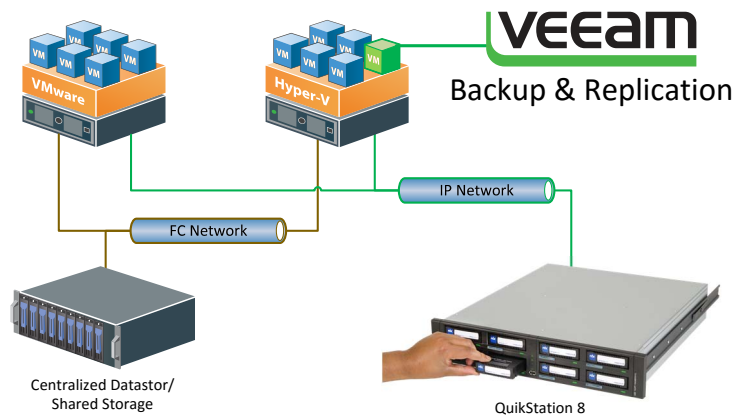 veeam
Backup & Replication
VM
VM
VM
VM
VM
VM
VMware
VM
VM
VM
VM
VM
VM
Hyper-V
IP Network
FC Network
Centralized Datastor/
Shared Storage
QuikStation 8